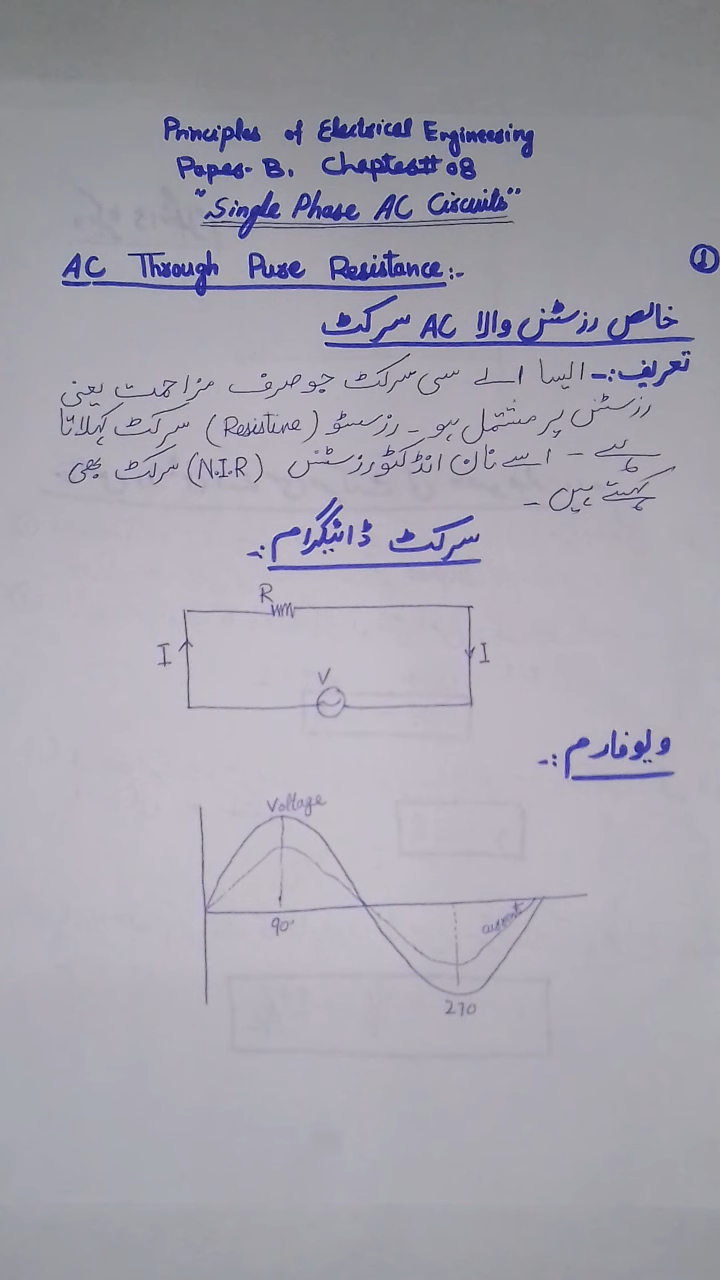 Principles of Electrical Engineering
Paper-B. Chapter# 08
"Single Phase AC Circuits"
AC Through Pure Resistance:-
①
خالص رزسٹنس والا AC سرکٹ
تعریف:- ایسا اے سی سرکٹ جو صرف مزاحمت یعنی
رزسٹنس پر مشتمل ہو۔ رزسٹو (Resistive) سرکٹ کہلاتا
ہے۔ اسے نان انڈکٹو رزسٹنس (N.I.R) سرکٹ بھی
کہتے ہیں۔
سرکٹ ڈائیگرام:-
R
I
I
V
ویوفارم:-
Voltage
90°
current
270